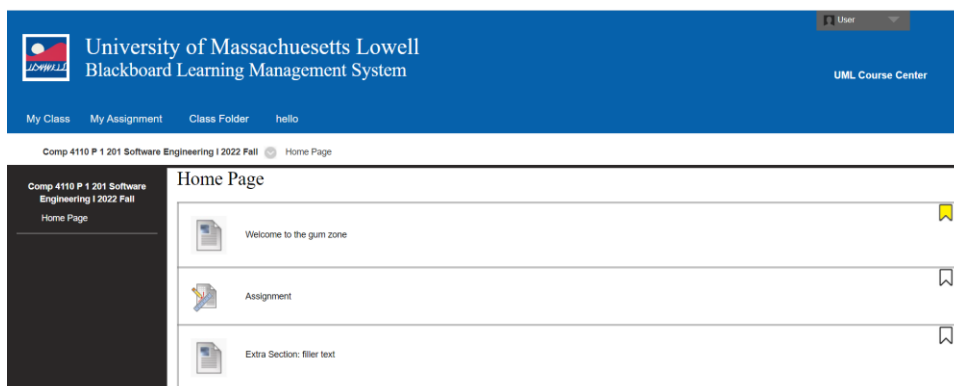 User
University of Massachuesetts Lowell
Blackboard Learning Management System
LOWELL
UML Course Center
My Class My Assignment Class Folder hello
Comp 4110 P 1 201 Software Engineering I 2022 Fall Home Page
Comp 4110 P 1 201 Software
Engineering I 2022 Fall
Home Page
Home Page
Welcome to the gum zone
Assignment
Extra Section: filler text